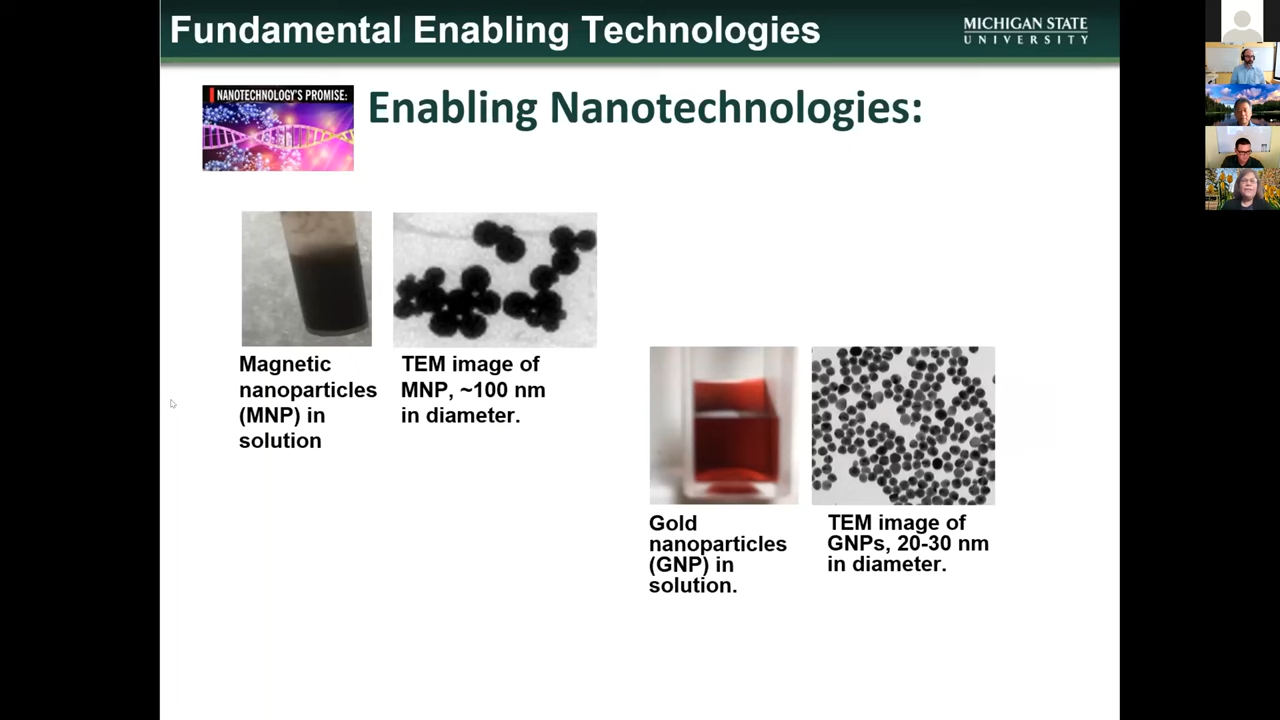 Fundamental Enabling Technologies
MICHIGAN STATE
UNIVERSITY
NANOTECHNOLOGY'S PROMISE:
Enabling Nanotechnologies:
Magnetic
nanoparticles
(MNP) in
solution
TEM image of
MNP, ~100 nm
in diameter.
Gold
nanoparticles
(GNP) in
solution.
TEM image of
GNPs, 20-30 nm
in diameter.